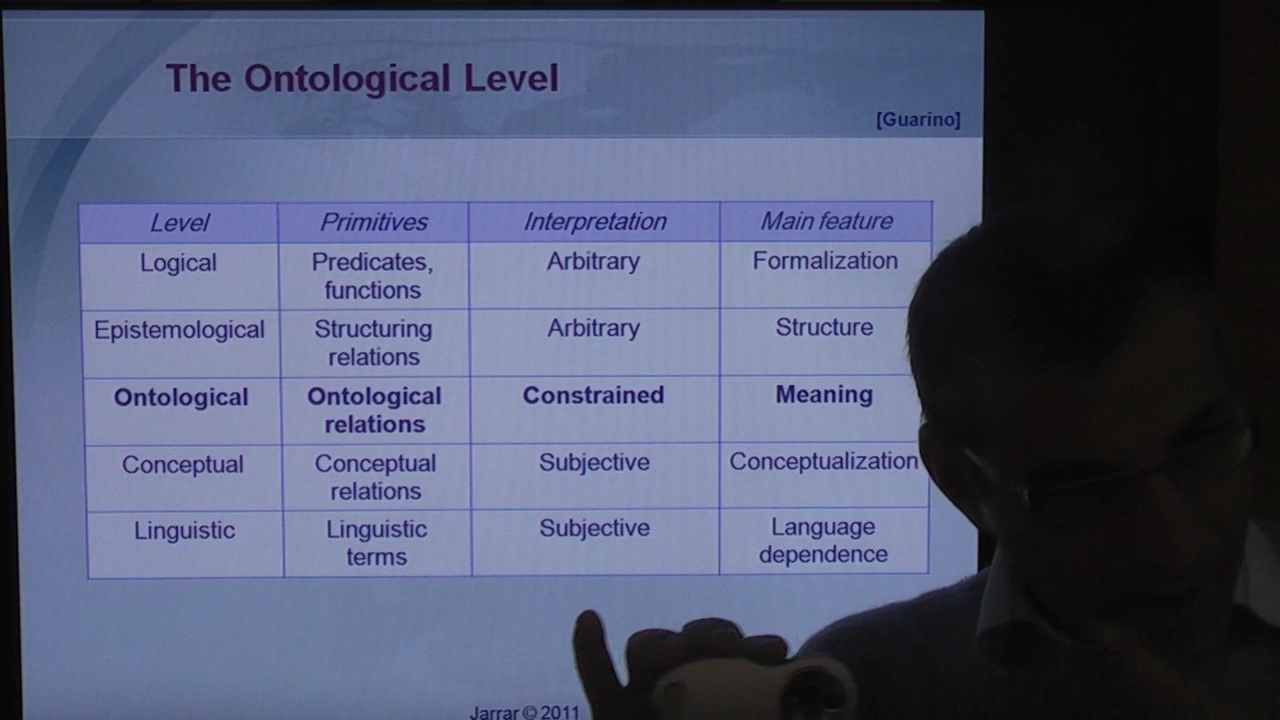 The Ontological Level
[Guarino]
Level Primitives Interpretation Main feature
Logical Predicates, functions Arbitrary Formalization
Epistemological Structuring relations Arbitrary Structure
Ontological Ontological relations Constrained Meaning
Conceptual Conceptual relations Subjective Conceptualization
Linguistic Linguistic terms Subjective Language dependence
Jarrar © 2011